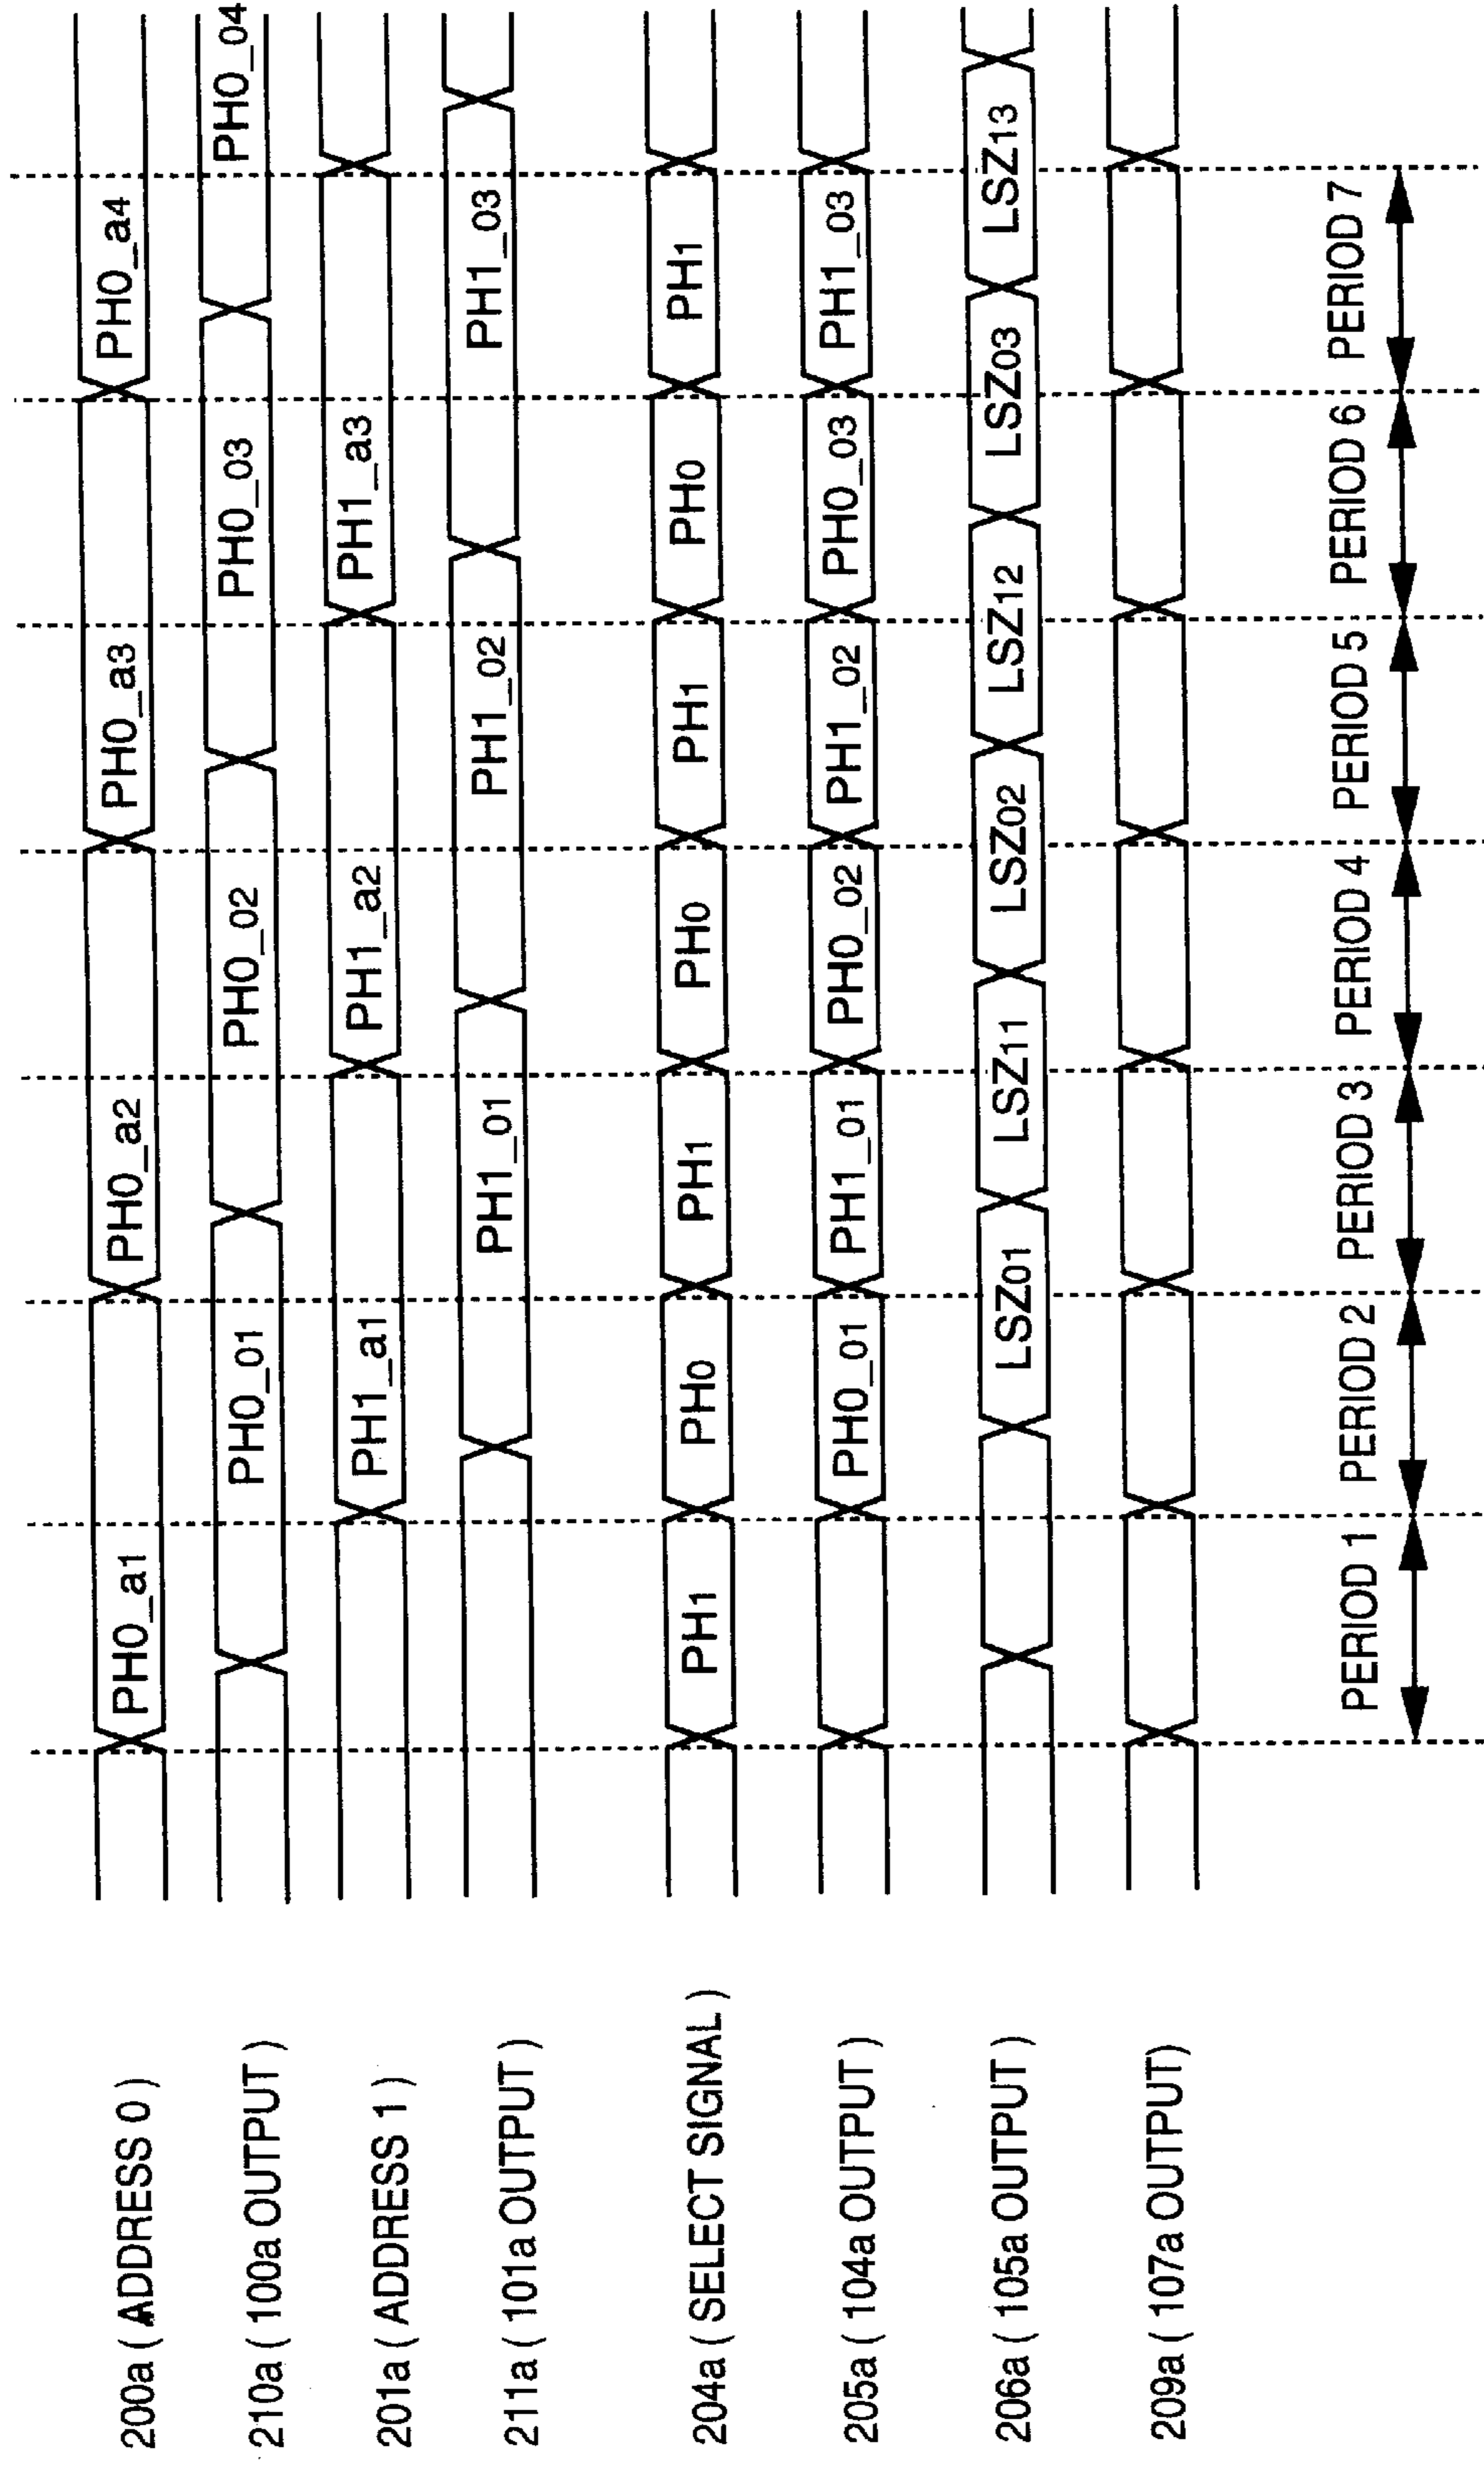 200a ( ADDRESS 0 ) PH0_a1 PH0_a2 PH0_a3 PH0_a4
210a ( 100a OUTPUT ) PH0_01 PH0_02 PH0_03 PH0_04
201a ( ADDRESS 1 ) PH1_a1 PH1_a2 PH1_a3
211a ( 101a OUTPUT ) PH1_01 PH1_02 PH1_03
204a ( SELECT SIGNAL ) PH1 PH0 PH1 PH0 PH1 PH0 PH1
205a ( 104a OUTPUT ) PH0_01 PH1_01 PH0_02 PH1_02 PH0_03 PH1_03
206a ( 105a OUTPUT ) LSZ01 LSZ11 LSZ02 LSZ12 LSZ03 LSZ13
209a ( 107a OUTPUT )
PERIOD 1 PERIOD 2 PERIOD 3 PERIOD 4 PERIOD 5 PERIOD 6 PERIOD 7